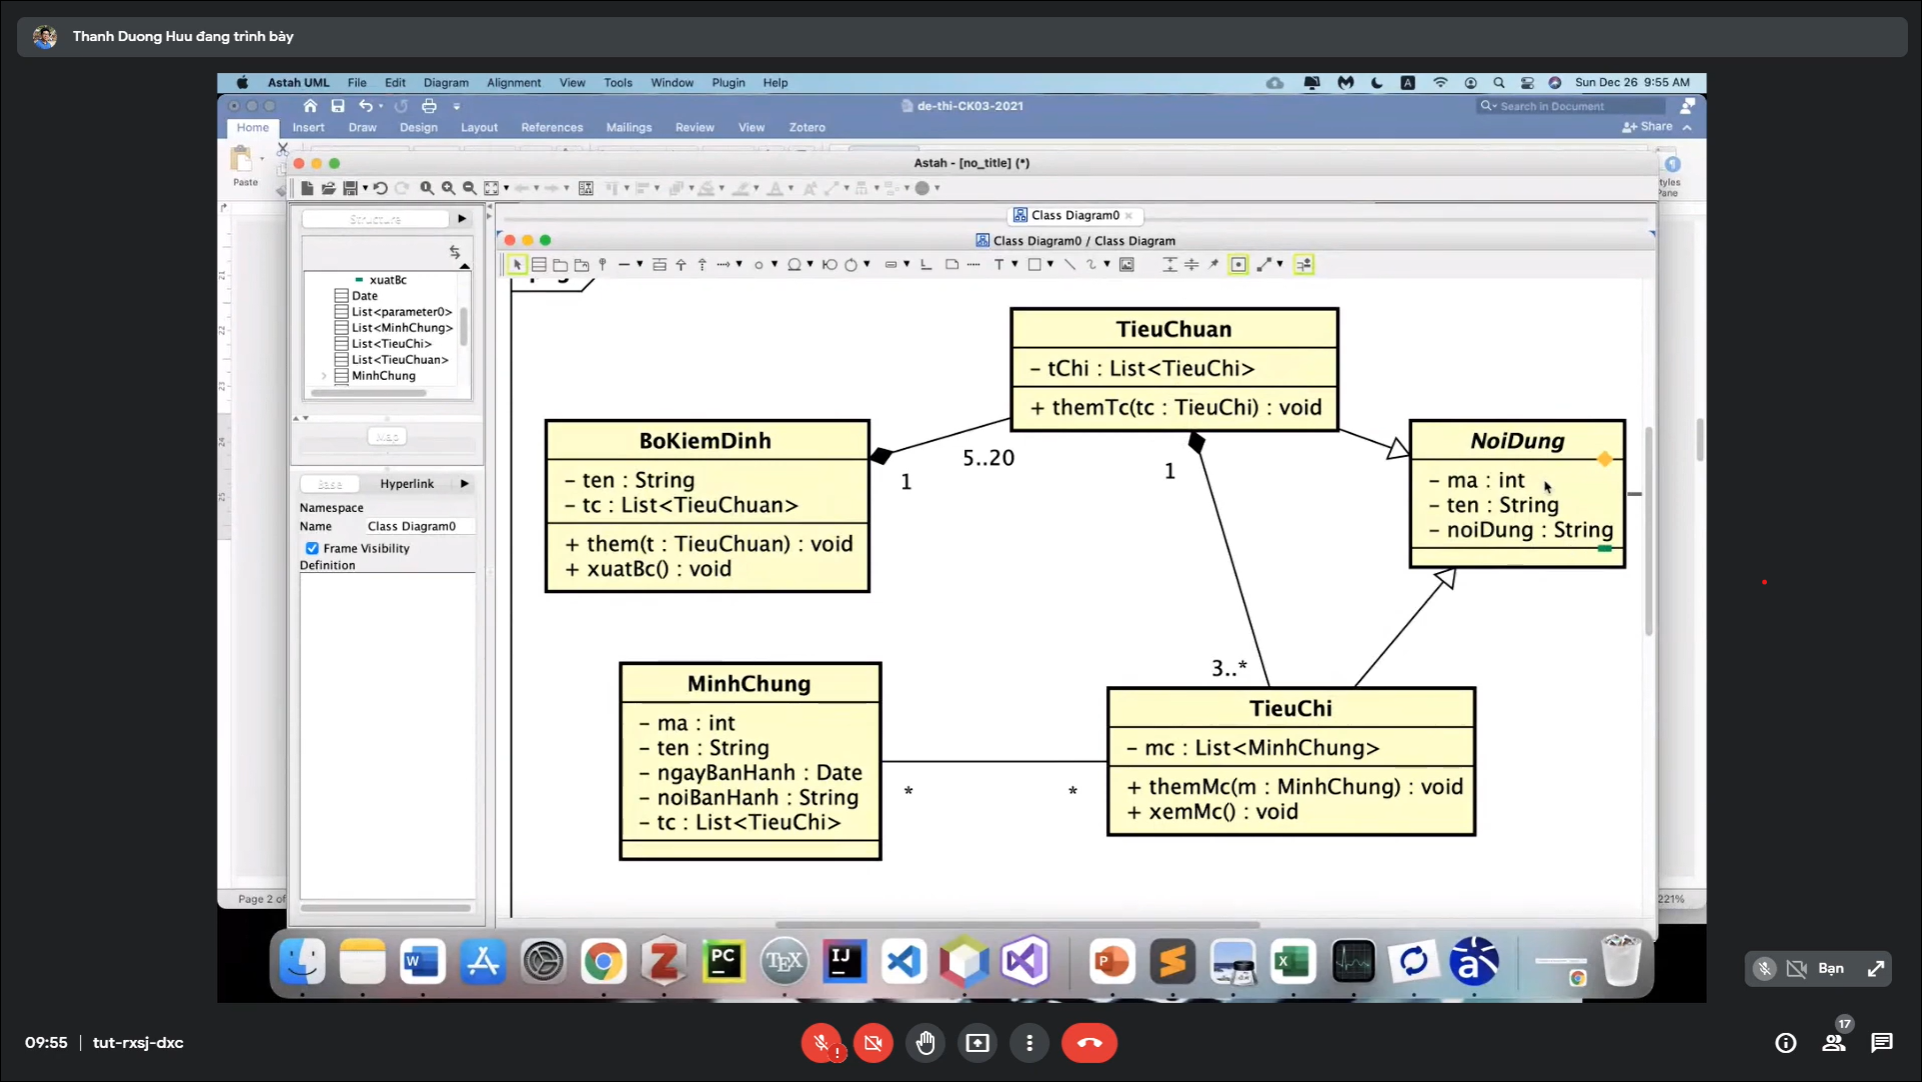 Thanh Duong Huu đang trình bày
Astah UML File Edit Diagram Alignment View Tools Window Plugin Help
A
Sun Dec 26 9:55 AM
de-thi-CK03-2021
Search in Document
Home Insert Draw Design Layout References Mailings Review View Zotero
Share
Paste
Astah - [no_title] (*)
Structure
Class Diagram0
Class Diagram0 / Class Diagram
xuatBc
Date
List<parameter0>
List<MinhChung>
List<TieuChi>
List<TieuChuan>
MinhChung
Map
Base Hyperlink
Namespace
Name Class Diagram0
Frame Visibility
Definition
TieuChuan
- tChi : List<TieuChi>
+ themTc(tc : TieuChi) : void
BoKiemDinh
- ten : String
- tc : List<TieuChuan>
+ them(t : TieuChuan) : void
+ xuatBc() : void
1
5..20
1
3..*
NoiDung
- ma : int
- ten : String
- noiDung : String
MinhChung
- ma : int
- ten : String
- ngayBanHanh : Date
- noiBanHanh : String
- tc : List<TieuChi>
*
*
TieuChi
- mc : List<MinhChung>
+ themMc(m : MinhChung) : void
+ xemMc() : void
Page 2 of
221%
W
Z
PC
TEX
IJ
P
S
X
Bạn
09:55 | tut-rxsj-dxc
17